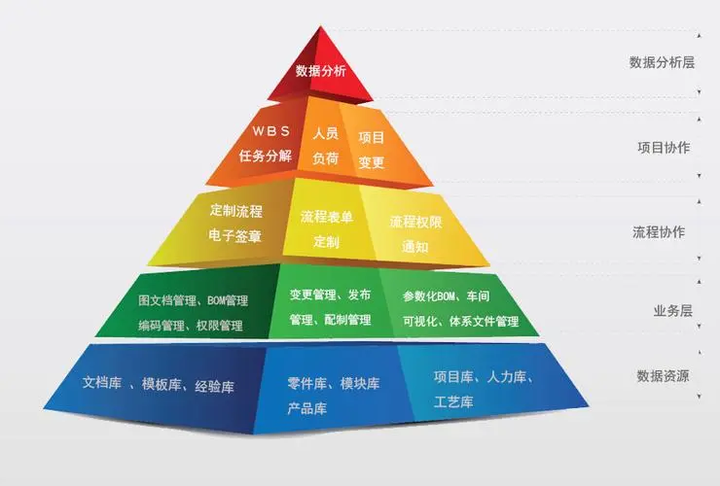 数据分析
数据分析层
WBS
任务分解
人员
负荷
项目
变更
项目协作
定制流程
电子签章
流程表单
定制
流程权限
通知
流程协作
图文档管理、BOM管理
编码管理、权限管理
变更管理、发布
管理、配制管理
参数化BOM、车间
可视化、体系文件管理
业务层
文档库 、模板库、经验库
零件库、模块库
产品库
项目库、人力库、
工艺库
数据资源